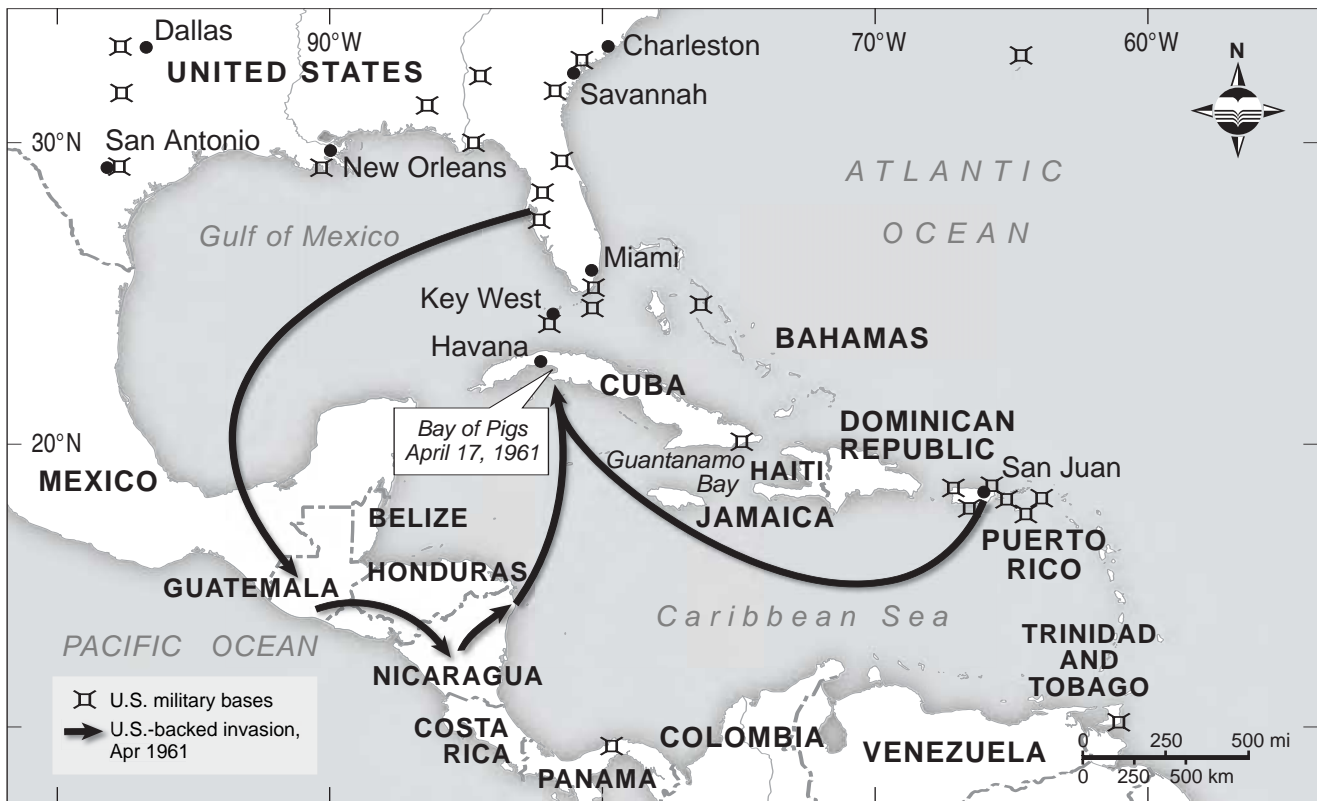 Dallas
90°W
Charleston
70°W
60°W
N
UNITED STATES
Savannah
30°N
San Antonio
New Orleans
ATLANTIC
OCEAN
Gulf of Mexico
Miami
Key West
BAHAMAS
Havana
CUBA
Bay of Pigs
April 17, 1961
DOMINICAN
REPUBLIC
20°N
MEXICO
Guantanamo
Bay
HAITI
San Juan
BELIZE
JAMAICA
PUERTO
RICO
HONDURAS
GUATEMALA
Caribbean Sea
PACIFIC OCEAN
NICARAGUA
TRINIDAD
AND
TOBAGO
U.S. military bases
U.S.-backed invasion,
Apr 1961
COSTA
RICA
COLOMBIA
VENEZUELA
PANAMA
0 250 500 mi
0 250 500 km